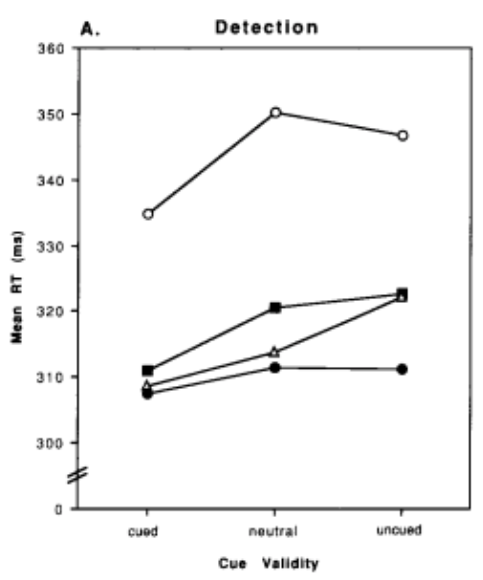 A. Detection
360
350
340
330
320
310
300
0
Mean RT (ms)
cued neutral uncued
Cue Validity